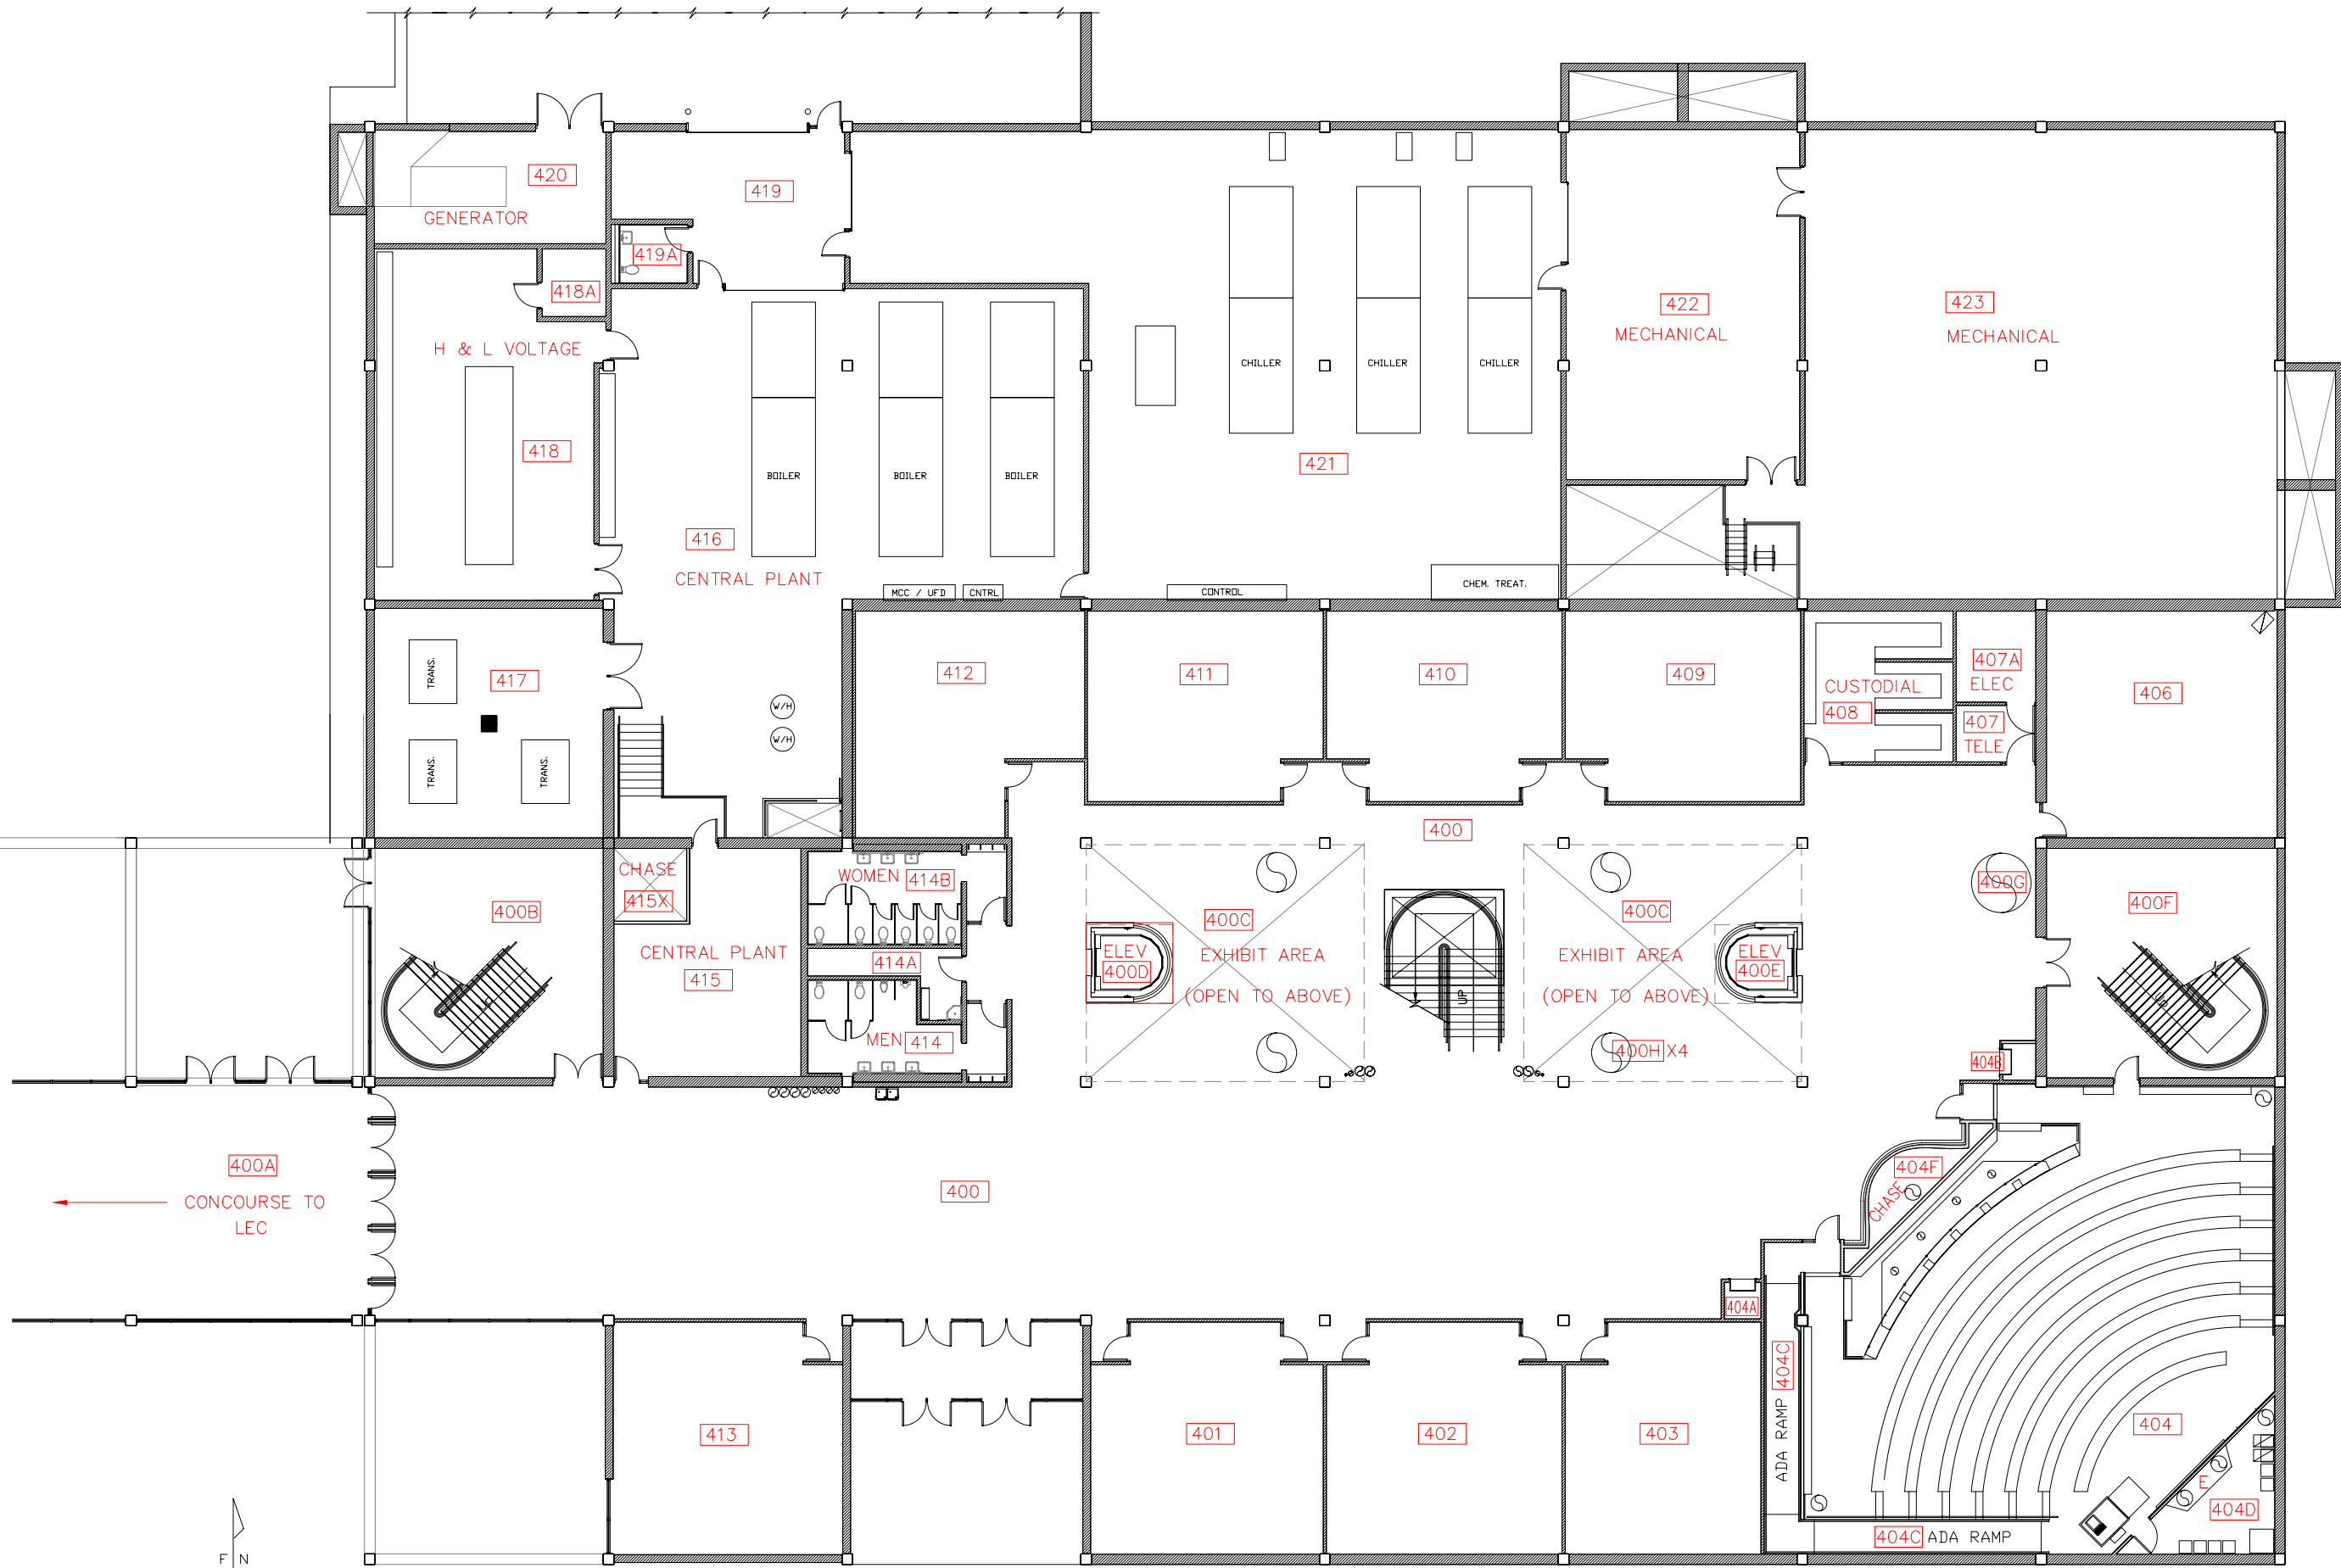 420
GENERATOR
419
419A
418A
H & L VOLTAGE
418
422
MECHANICAL
423
MECHANICAL
CHILLER
CHILLER
CHILLER
421
BOILER
BOILER
BOILER
416
CENTRAL PLANT
MCC / UFD
CNTRL
CONTROL
CHEM. TREAT.
TRANS.
417
TRANS.
TRANS.
W/H
W/H
412
411
410
409
CUSTODIAL
408
407A
ELEC
407
TELE
406
400
CHASE
415X
WOMEN
414B
400B
CENTRAL PLANT
415
414A
MEN
414
400C
EXHIBIT AREA
(OPEN TO ABOVE)
ELEV
400D
UP
400C
EXHIBIT AREA
(OPEN TO ABOVE)
ELEV
400E
400H X4
400G
400F
UP
UP
404B
400A
CONCOURSE TO
LEC
400
404F
CHASE
404A
404C
ADA RAMP
413
401
402
403
404
E
404D
404C ADA RAMP
F N